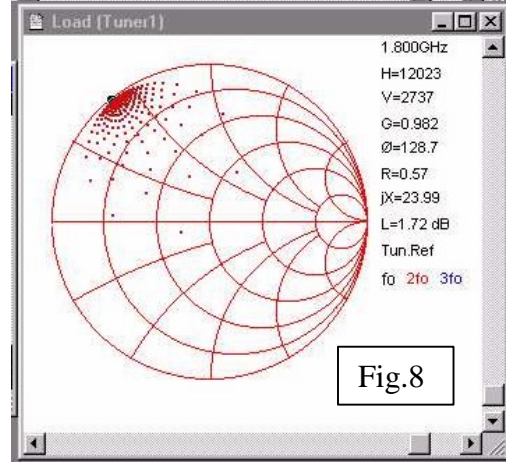 Load (Tuner1)
1.800GHz
H=12023
V=2737
G=0.982
Ø=128.7
R=0.57
jX=23.99
L=1.72 dB
Tun.Ref
fo 2fo 3fo
Fig.8